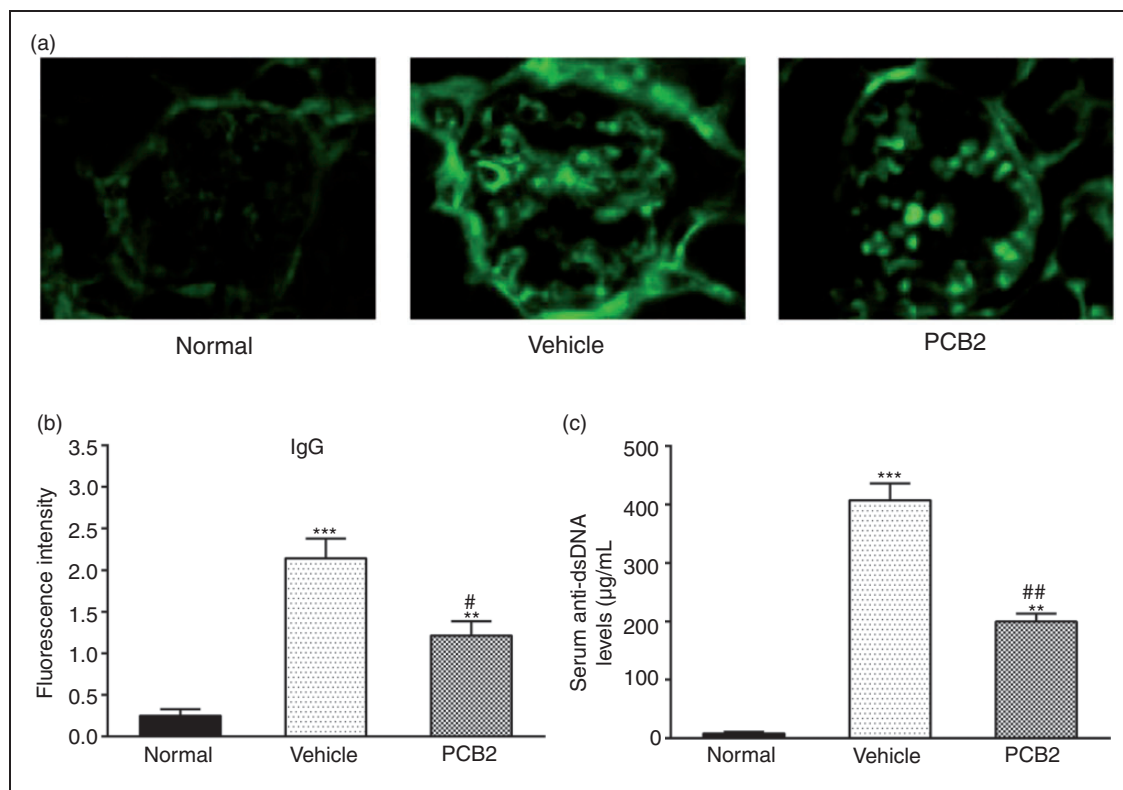 (a)
Normal
Vehicle
PCB2
(b)
IgG
Fluorescence intensity
3.5
3.0
2.5
2.0
1.5
1.0
0.5
0.0
***
#
**
Normal
Vehicle
PCB2
(c)
Serum anti-dsDNA
levels (μg/mL)
500
400
300
200
100
0
***
##
**
Normal
Vehicle
PCB2